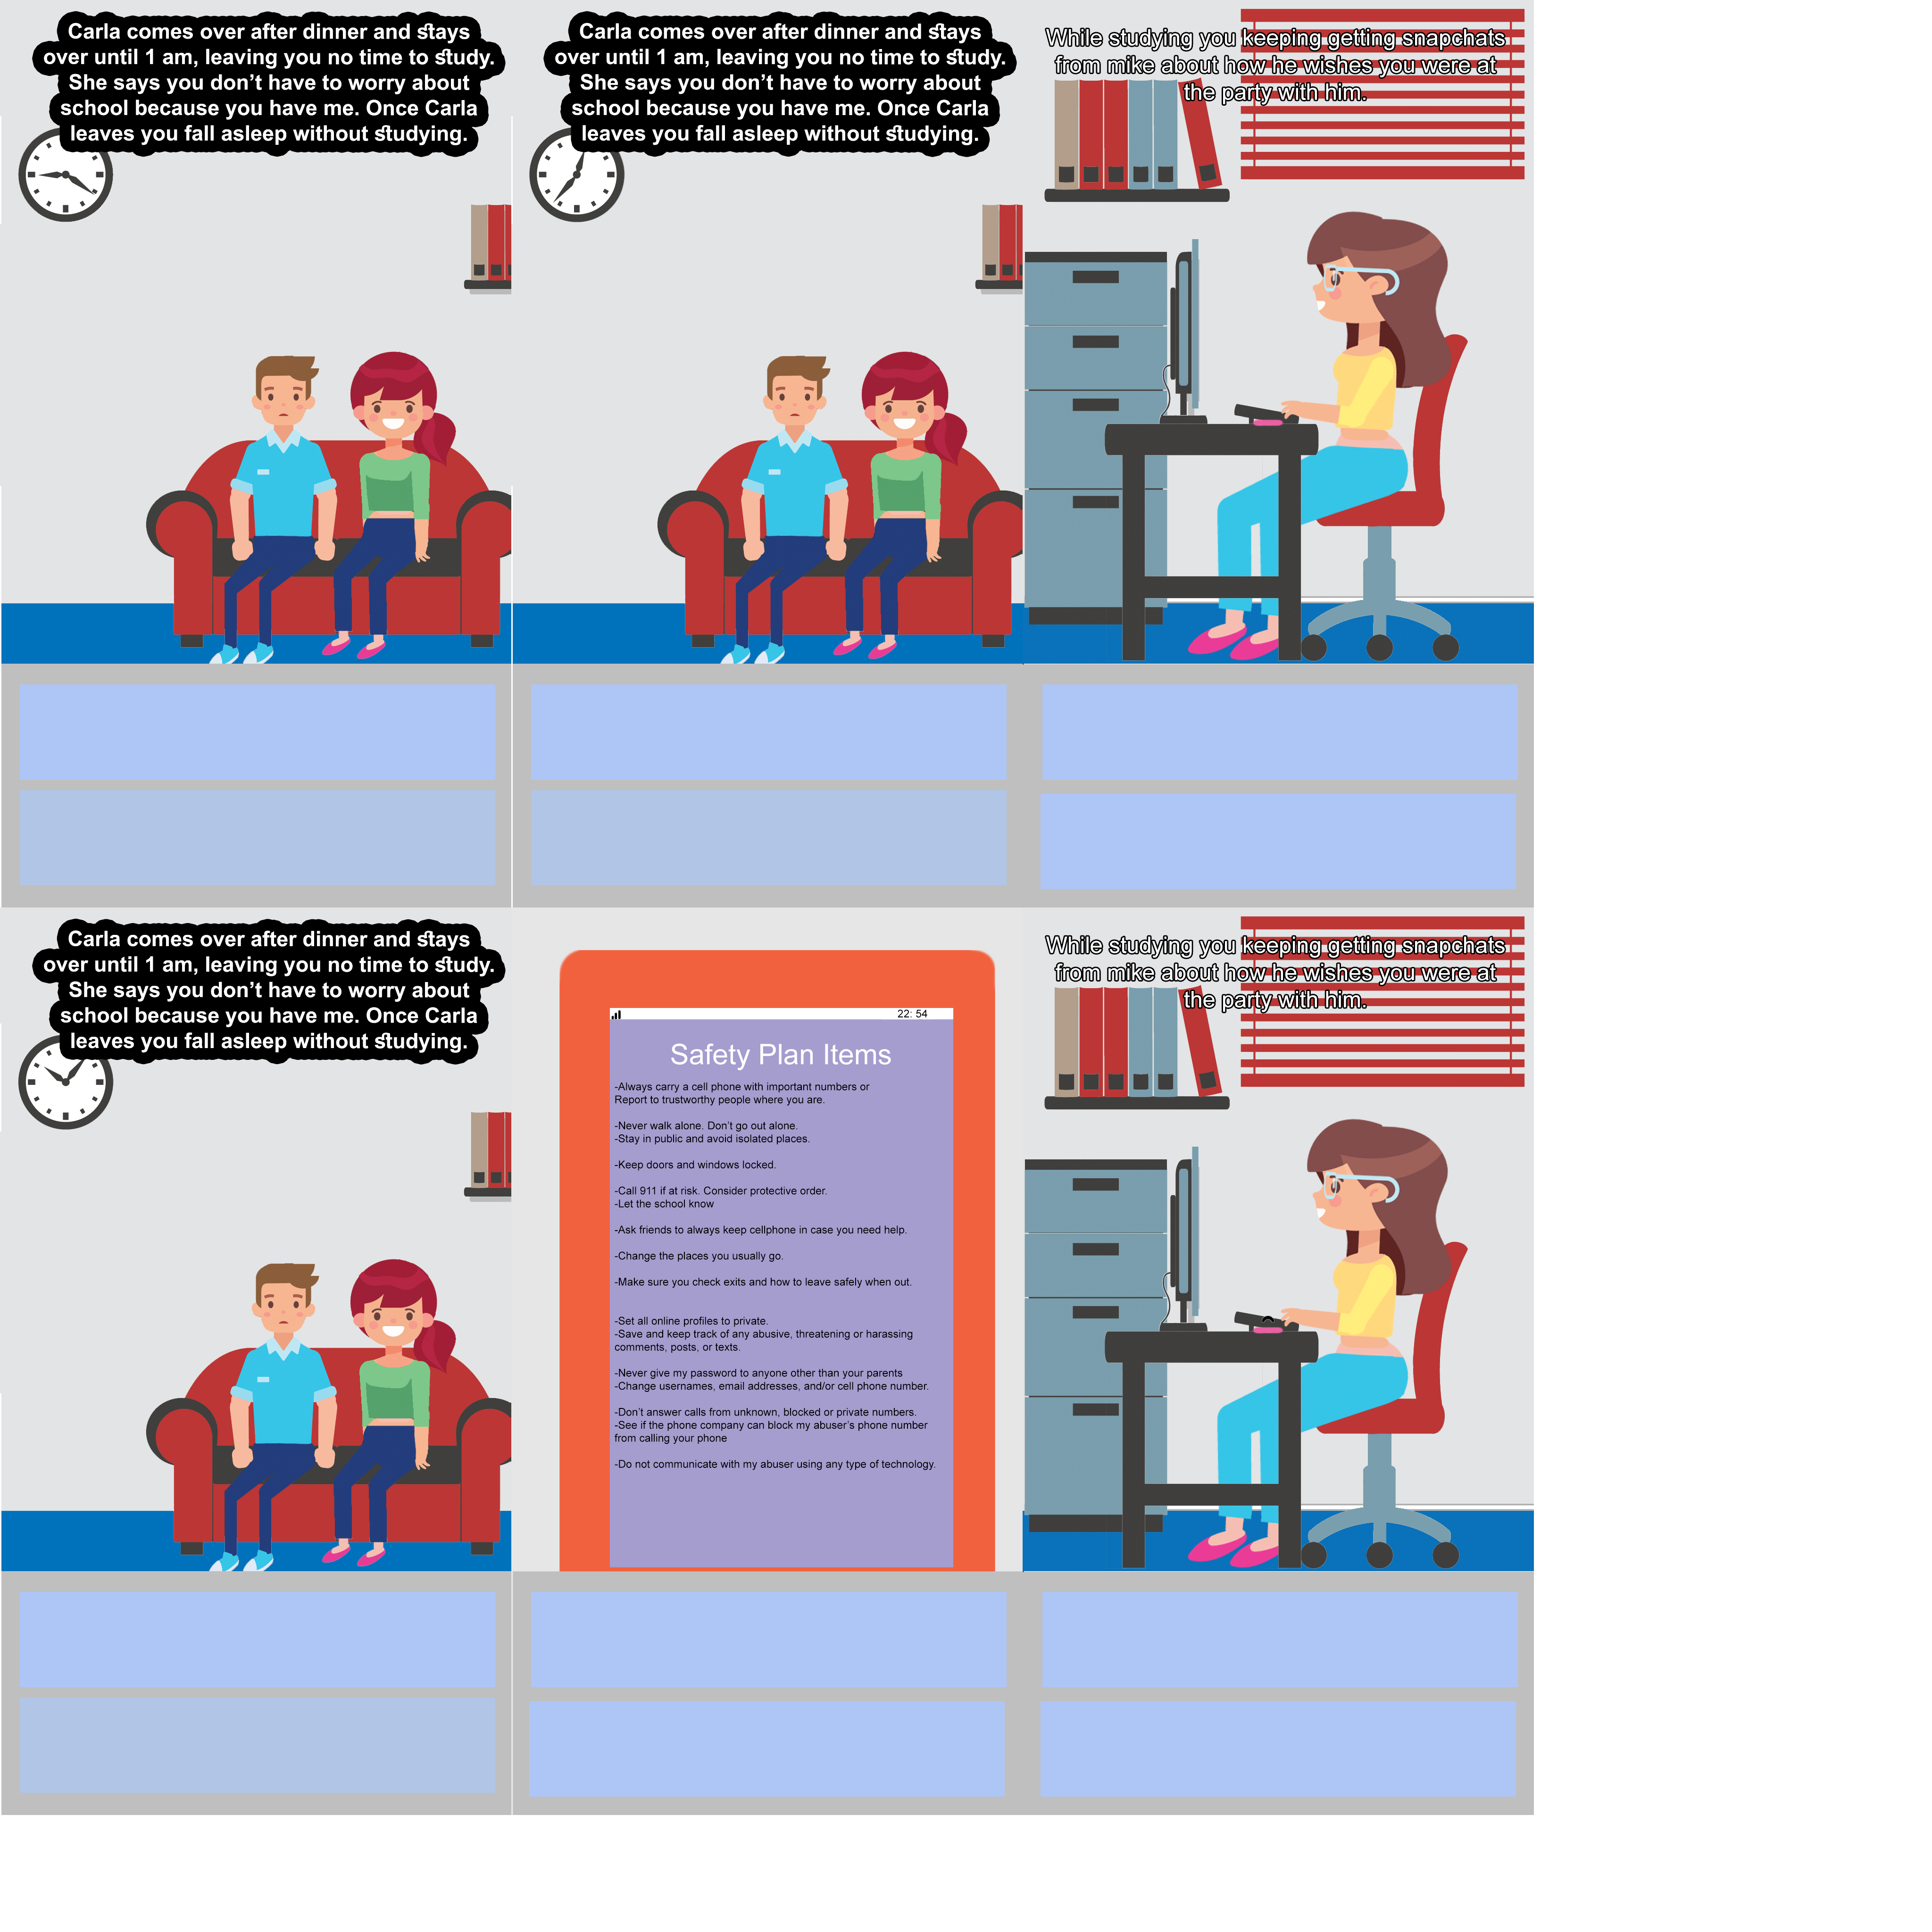 Carla comes over after dinner and stays
over until 1 am, leaving you no time to study.
She says you don't have to worry about
school because you have me. Once Carla
leaves you fall asleep without studying.
Carla comes over after dinner and stays
over until 1 am, leaving you no time to study.
She says you don't have to worry about
school because you have me. Once Carla
leaves you fall asleep without studying.
While studying you keeping getting snapchats
from mike about how he wishes you were at
the party with him.
Carla comes over after dinner and stays
over until 1 am, leaving you no time to study.
She says you don't have to worry about
school because you have me. Once Carla
leaves you fall asleep without studying.
22: 54
Safety Plan Items
-Always carry a cell phone with important numbers or
Report to trustworthy people where you are.
-Never walk alone. Don't go out alone.
-Stay in public and avoid isolated places.
-Keep doors and windows locked.
-Call 911 if at risk. Consider protective order.
-Let the school know
-Ask friends to always keep cellphone in case you need help.
-Change the places you usually go.
-Make sure you check exits and how to leave safely when out.
-Set all online profiles to private.
-Save and keep track of any abusive, threatening or harassing
comments, posts, or texts.
-Never give my password to anyone other than your parents
-Change usernames, email addresses, and/or cell phone number.
-Don't answer calls from unknown, blocked or private numbers.
-See if the phone company can block my abuser's phone number
from calling your phone
-Do not communicate with my abuser using any type of technology.
While studying you keeping getting snapchats
from mike about how he wishes you were at
the party with him.